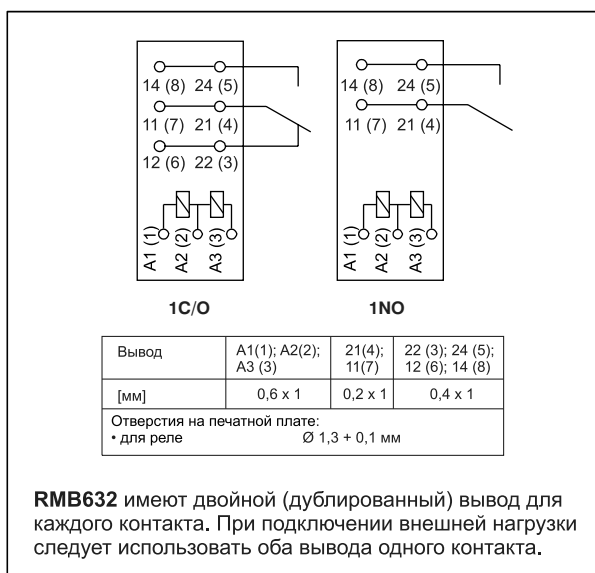 14 (8) 24 (5)
11 (7) 21 (4)
12 (6) 22 (3)
A1 (1) A2 (2) A3 (3)
1C/O
14 (8) 24 (5)
11 (7) 21 (4)
A1 (1) A2 (2) A3 (3)
1NO
Вывод A1(1); A2(2); 21(4); 22 (3); 24 (5);
A3 (3) 11(7) 12 (6); 14 (8)
[мм] 0,6 x 1 0,2 x 1 0,4 x 1
Отверстия на печатной плате:
• для реле Ø 1,3 + 0,1 мм
RMB632 имеют двойной (дублированный) вывод для
каждого контакта. При подключении внешней нагрузки
следует использовать оба вывода одного контакта.